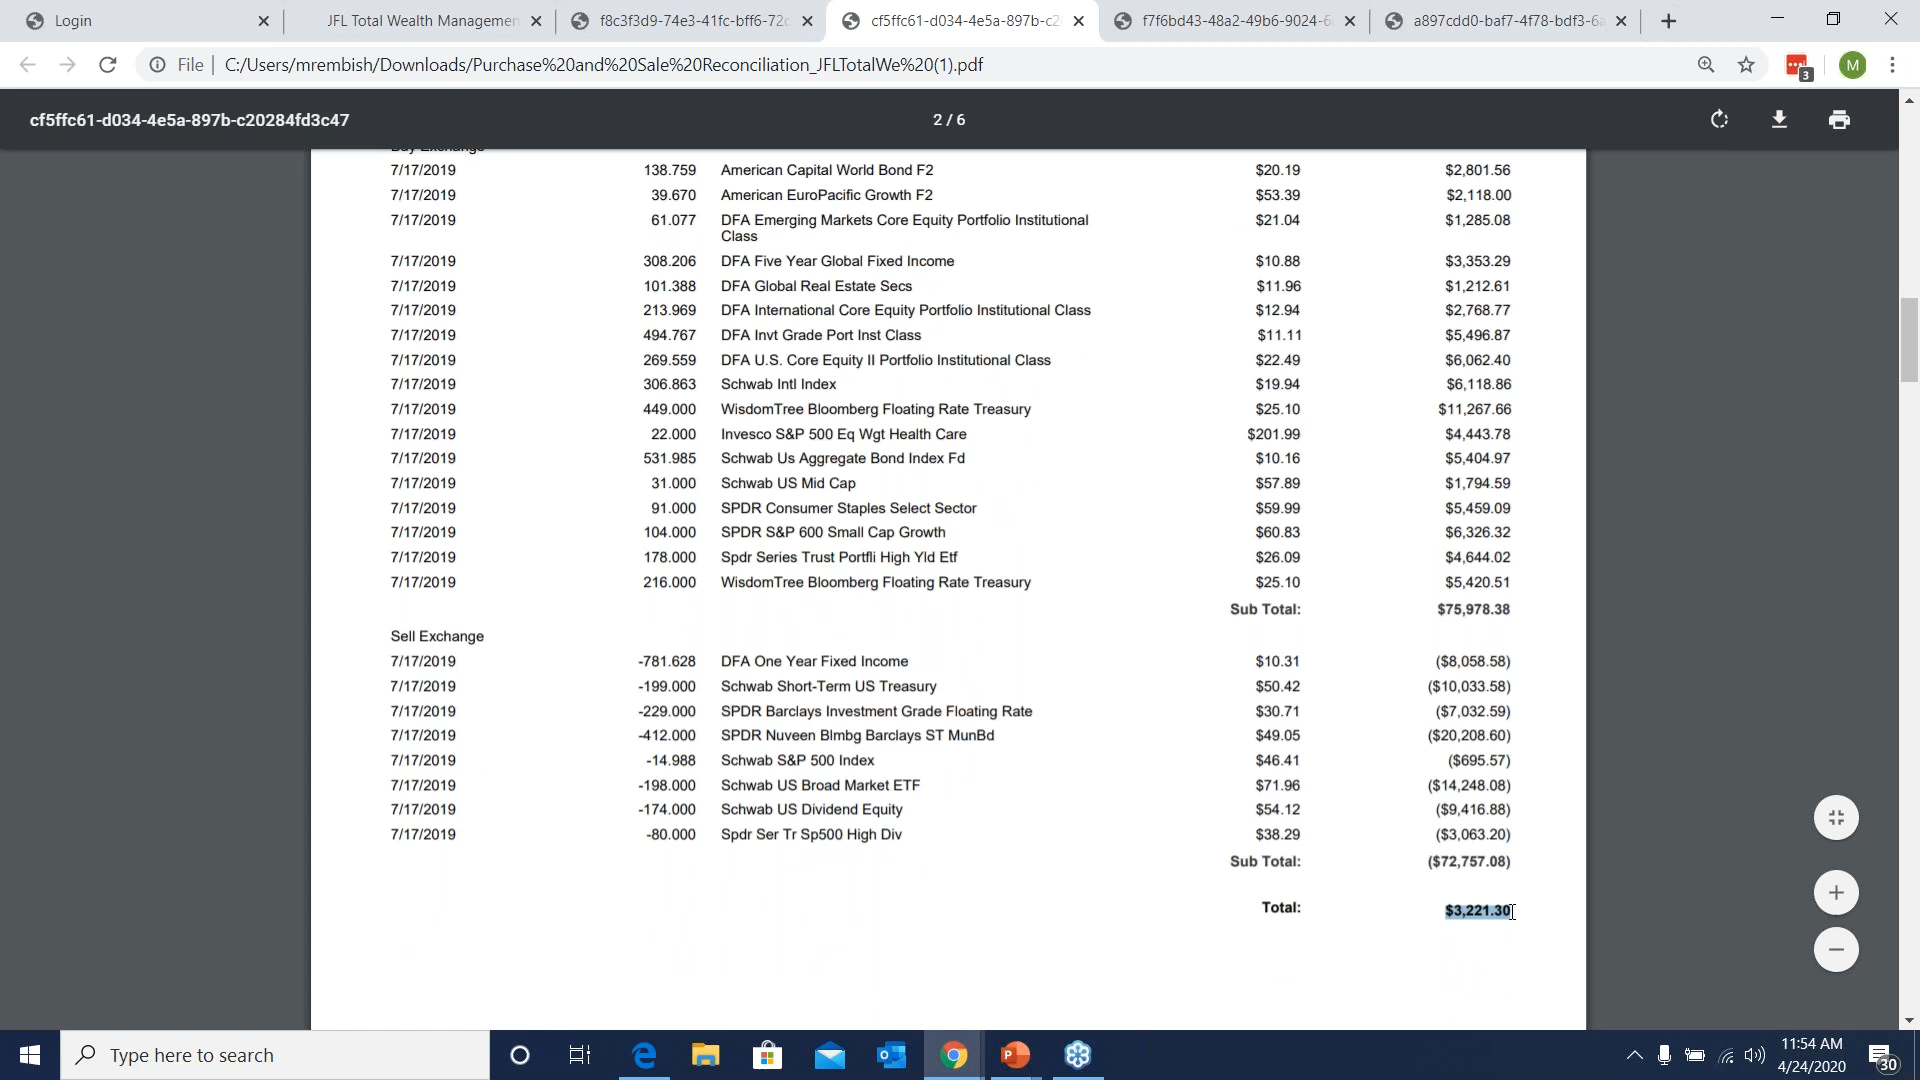 Login
JFL Total Wealth Managemen
f8c3f3d9-74e3-41fc-bff6-72c
cf5ffc61-d034-4e5a-897b-c2
f7f6bd43-48a2-49b6-9024-6
a897cdd0-baf7-4f78-bdf3-6a
File C:/Users/mrembish/Downloads/Purchase%20and%20Sale%20Reconciliation_JFLTotalWe%20(1).pdf
3
M
cf5ffc61-d034-4e5a-897b-c20284fd3c47 2 / 6
Buy Exchange
7/17/2019 138.759 American Capital World Bond F2 $20.19 $2,801.56
7/17/2019 39.670 American EuroPacific Growth F2 $53.39 $2,118.00
7/17/2019 61.077 DFA Emerging Markets Core Equity Portfolio Institutional $21.04 $1,285.08
Class
7/17/2019 308.206 DFA Five Year Global Fixed Income $10.88 $3,353.29
7/17/2019 101.388 DFA Global Real Estate Secs $11.96 $1,212.61
7/17/2019 213.969 DFA International Core Equity Portfolio Institutional Class $12.94 $2,768.77
7/17/2019 494.767 DFA Invt Grade Port Inst Class $11.11 $5,496.87
7/17/2019 269.559 DFA U.S. Core Equity II Portfolio Institutional Class $22.49 $6,062.40
7/17/2019 306.863 Schwab Intl Index $19.94 $6,118.86
7/17/2019 449.000 WisdomTree Bloomberg Floating Rate Treasury $25.10 $11,267.66
7/17/2019 22.000 Invesco S&P 500 Eq Wgt Health Care $201.99 $4,443.78
7/17/2019 531.985 Schwab Us Aggregate Bond Index Fd $10.16 $5,404.97
7/17/2019 31.000 Schwab US Mid Cap $57.89 $1,794.59
7/17/2019 91.000 SPDR Consumer Staples Select Sector $59.99 $5,459.09
7/17/2019 104.000 SPDR S&P 600 Small Cap Growth $60.83 $6,326.32
7/17/2019 178.000 Spdr Series Trust Portfli High Yld Etf $26.09 $4,644.02
7/17/2019 216.000 WisdomTree Bloomberg Floating Rate Treasury $25.10 $5,420.51
Sub Total: $75,978.38
Sell Exchange
7/17/2019 -781.628 DFA One Year Fixed Income $10.31 ($8,058.58)
7/17/2019 -199.000 Schwab Short-Term US Treasury $50.42 ($10,033.58)
7/17/2019 -229.000 SPDR Barclays Investment Grade Floating Rate $30.71 ($7,032.59)
7/17/2019 -412.000 SPDR Nuveen Blmbg Barclays ST MunBd $49.05 ($20,208.60)
7/17/2019 -14.988 Schwab S&P 500 Index $46.41 ($695.57)
7/17/2019 -198.000 Schwab US Broad Market ETF $71.96 ($14,248.08)
7/17/2019 -174.000 Schwab US Dividend Equity $54.12 ($9,416.88)
7/17/2019 -80.000 Spdr Ser Tr Sp500 High Div $38.29 ($3,063.20)
Sub Total: ($72,757.08)
Total: $3,221.30
Type here to search
11:54 AM
4/24/2020
30